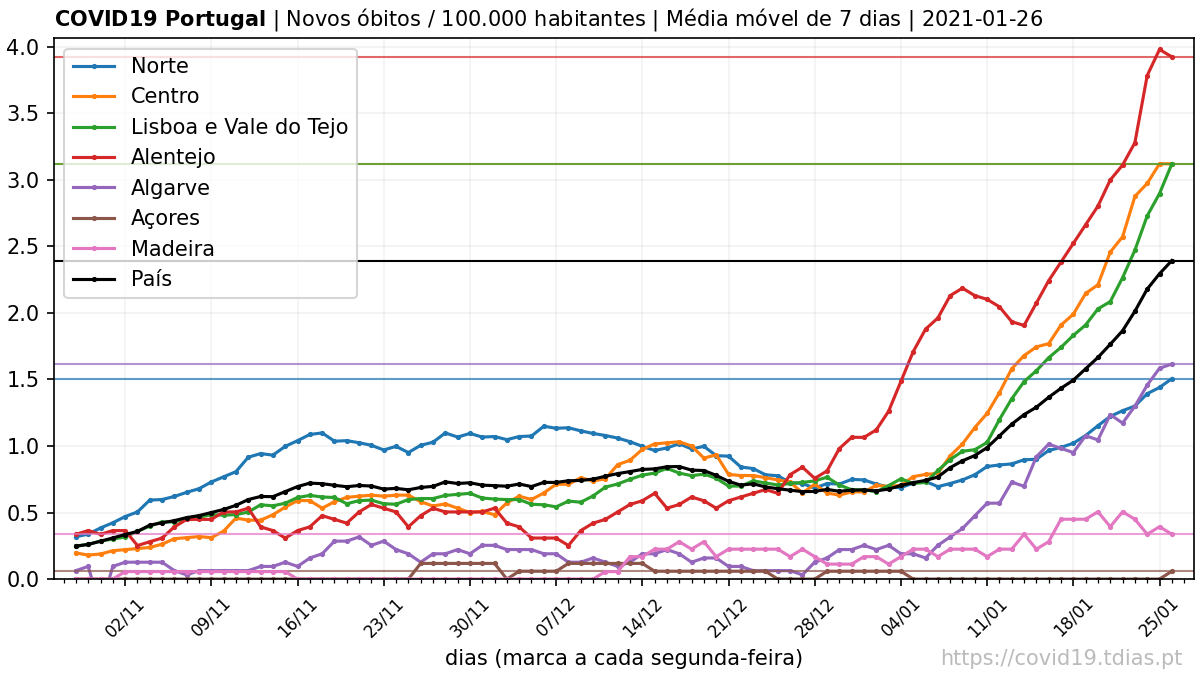 COVID19 Portugal | Novos óbitos / 100.000 habitantes | Média móvel de 7 dias | 2021-01-26
4.0
3.5
3.0
2.5
2.0
1.5
1.0
0.5
0.0
Norte
Centro
Lisboa e Vale do Tejo
Alentejo
Algarve
Açores
Madeira
País
02/11
09/11
16/11
23/11
30/11
07/12
14/12
21/12
28/12
04/01
11/01
18/01
25/01
dias (marca a cada segunda-feira)
https://covid19.tdias.pt